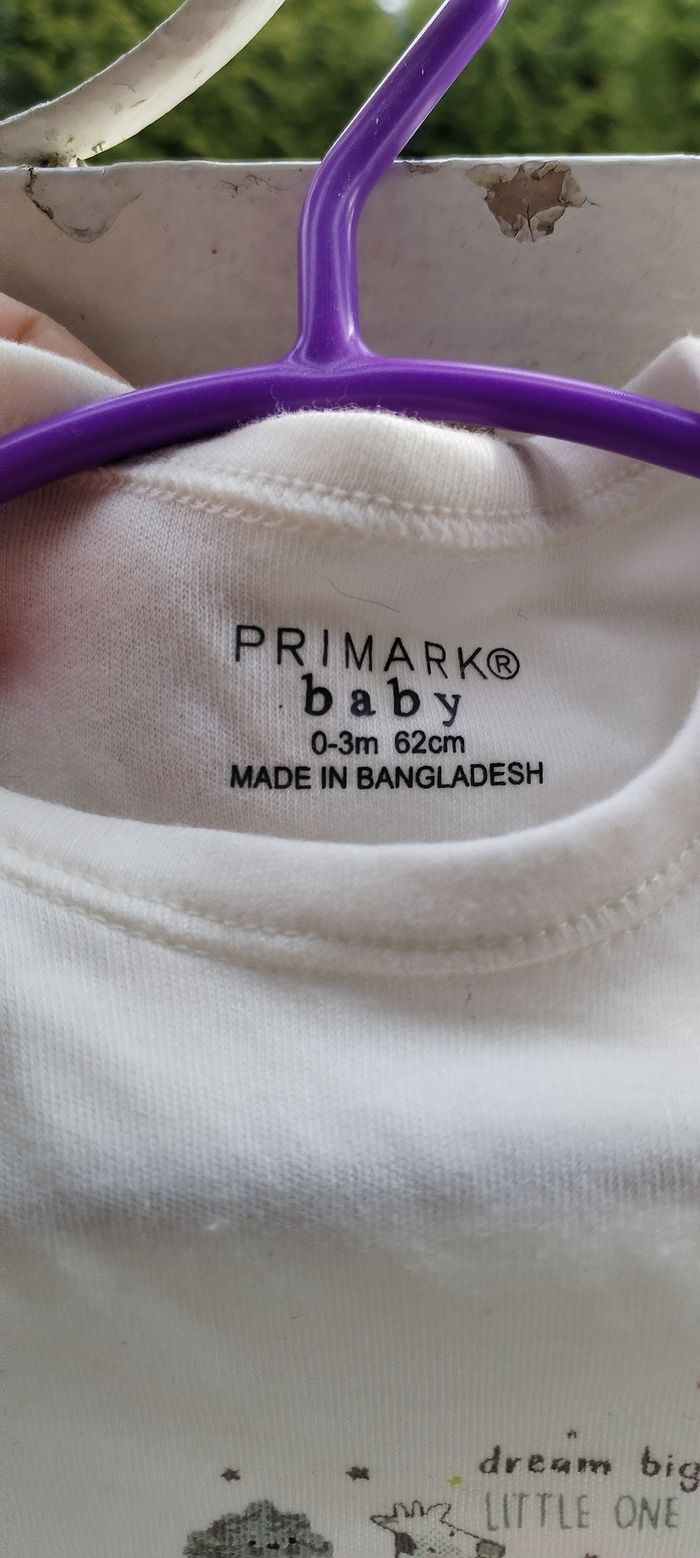 PRIMARK®
baby
0-3m 62cm
MADE IN BANGLADESH
dream big
LITTLE ONE